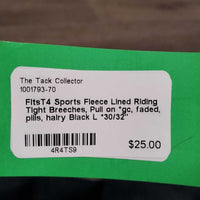 The Tack Collector
1001793-70
FItsT4 Sports Fleece Lined Riding
Tight Breeches, Pull on *gc, faded,
pills, hairy Black L *30/32"
$25.00
4R4TS9